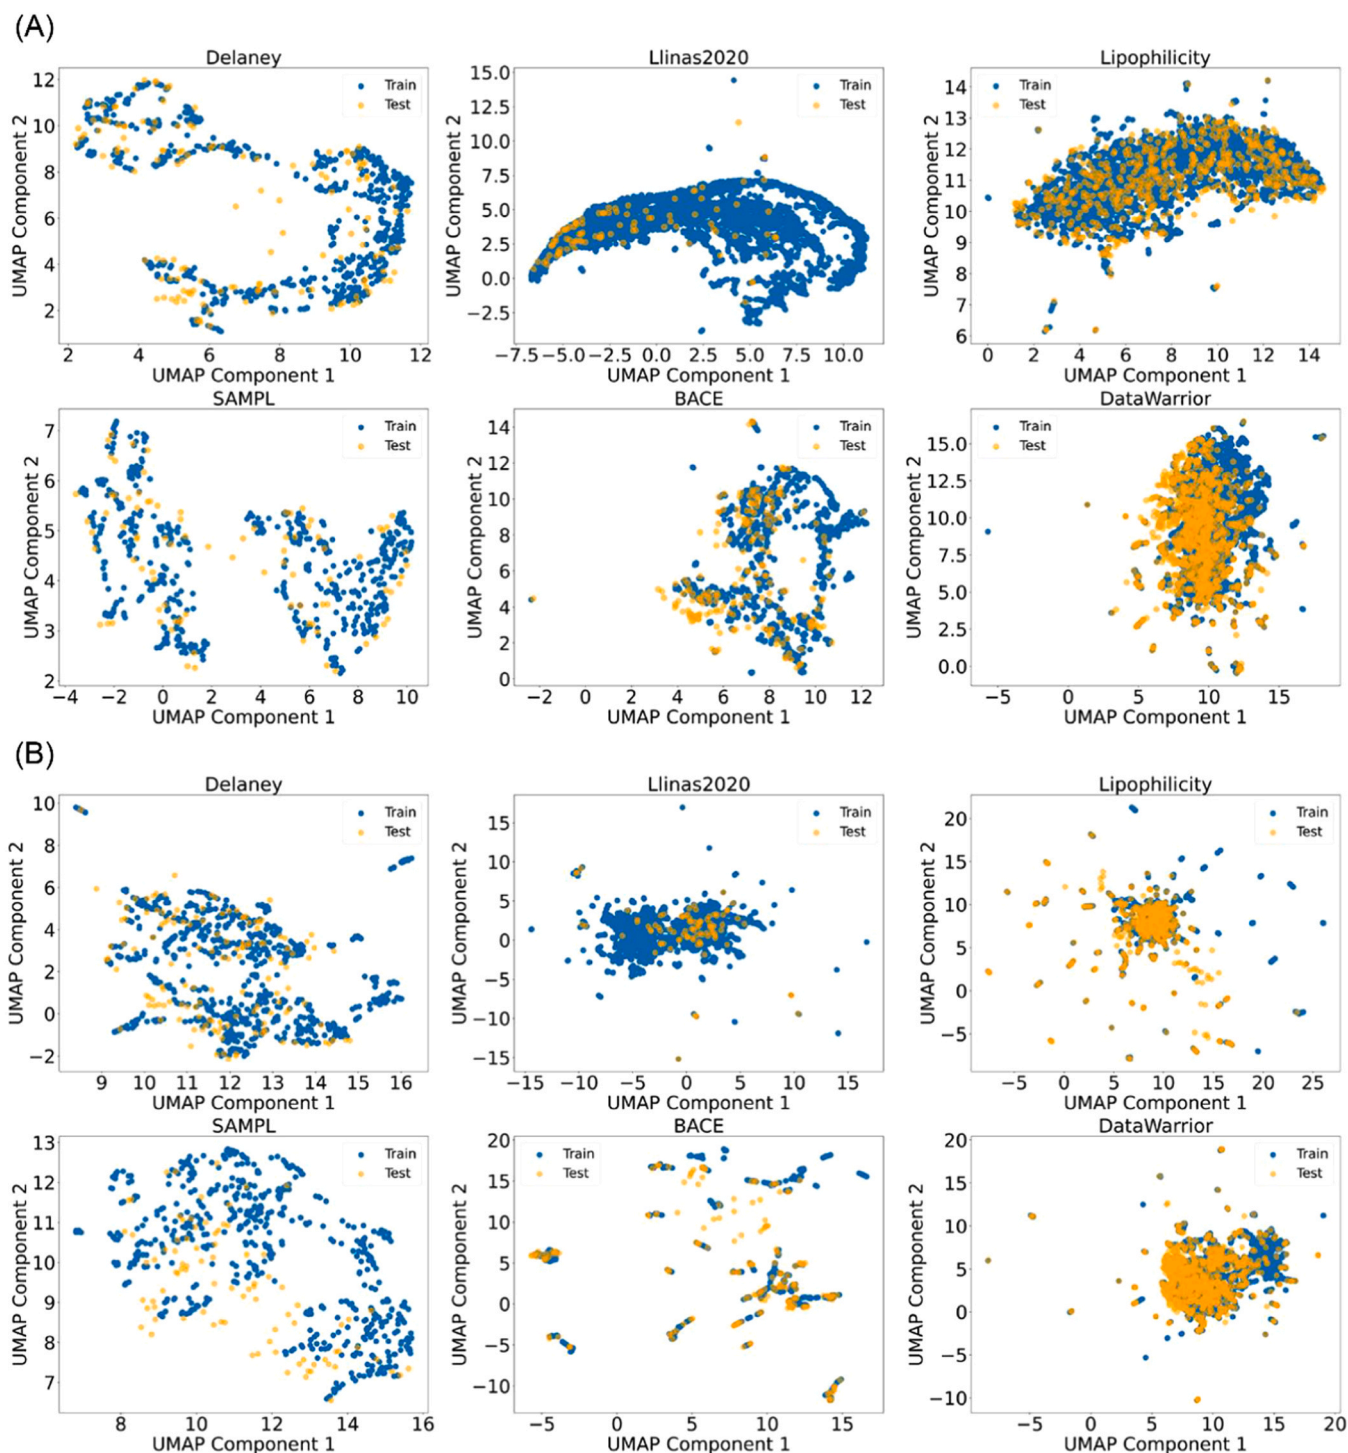 (A)
Delaney
Train
Test
UMAP Component 2
12
10
8
6
4
2
2 4 6 8 10 12
UMAP Component 1
Llinas2020
Train
Test
UMAP Component 2
15.0
12.5
10.0
7.5
5.0
2.5
0.0
−2.5
−7.5 −5.0 −2.5 0.0 2.5 5.0 7.5 10.0
UMAP Component 1
Lipophilicity
Train
Test
UMAP Component 2
14
13
12
11
10
9
8
7
6
0 2 4 6 8 10 12 14
UMAP Component 1
SAMPL
Train
Test
UMAP Component 2
7
6
5
4
3
2
−4 −2 0 2 4 6 8 10
UMAP Component 1
BACE
Train
Test
UMAP Component 2
14
12
10
8
6
4
2
0
−2 0 2 4 6 8 10 12
UMAP Component 1
DataWarrior
Train
Test
UMAP Component 2
15.0
12.5
10.0
7.5
5.0
2.5
0.0
−5 0 5 10 15
UMAP Component 1
(B)
Delaney
Train
Test
UMAP Component 2
10
8
6
4
2
0
−2
9 10 11 12 13 14 15 16
UMAP Component 1
Llinas2020
Train
Test
UMAP Component 2
15
10
5
0
−5
−10
−15
−15 −10 −5 0 5 10 15
UMAP Component 1
Lipophilicity
Train
Test
UMAP Component 2
20
15
10
5
0
−5
−5 0 5 10 15 20 25
UMAP Component 1
SAMPL
Train
Test
UMAP Component 2
13
12
11
10
9
8
7
8 10 12 14 16
UMAP Component 1
BACE
Train
Test
UMAP Component 2
20
15
10
5
0
−5
−10
−5 0 5 10 15
UMAP Component 1
DataWarrior
Train
Test
UMAP Component 2
20
15
10
5
0
−5
−10
−5 0 5 10 15 20
UMAP Component 1